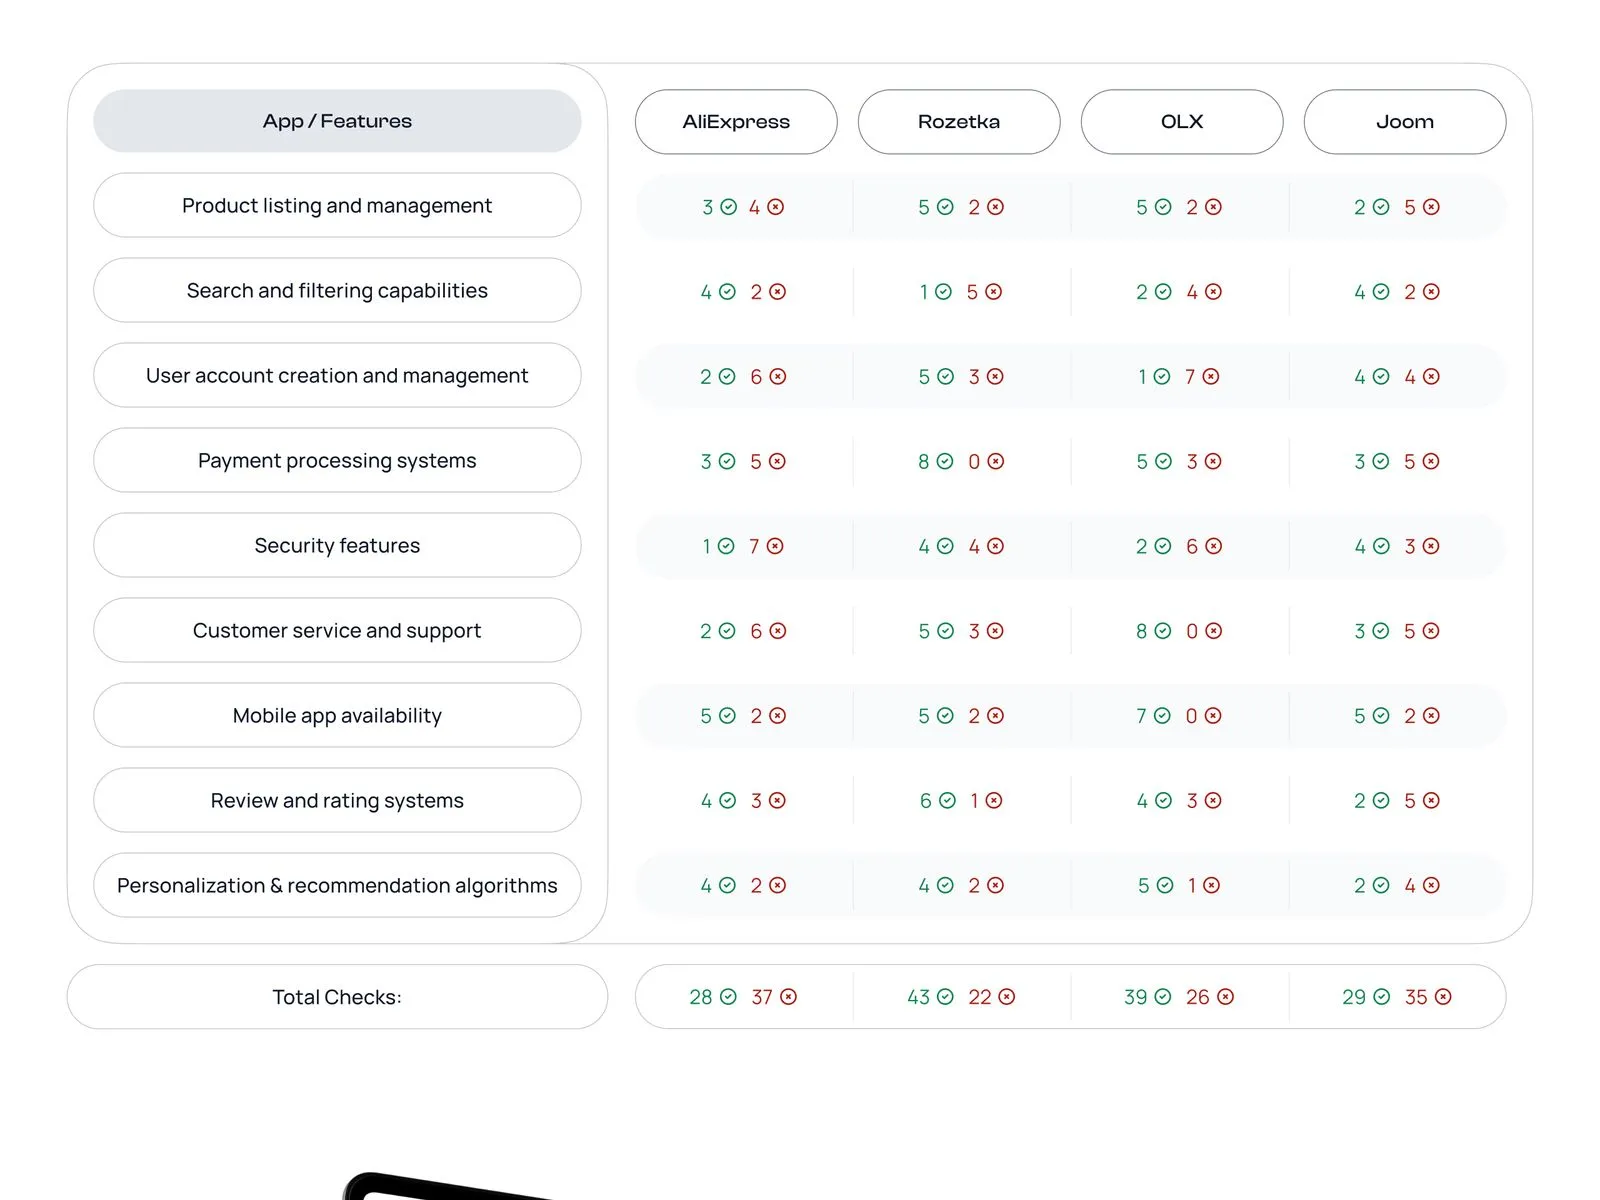 App / Features AliExpress Rozetka OLX Joom
Product listing and management 3 4 5 2 5 2 2 5
Search and filtering capabilities 4 2 1 5 2 4 4 2
User account creation and management 2 6 5 3 1 7 4 4
Payment processing systems 3 5 8 0 5 3 3 5
Security features 1 7 4 4 2 6 4 3
Customer service and support 2 6 5 3 8 0 3 5
Mobile app availability 5 2 5 2 7 0 5 2
Review and rating systems 4 3 6 1 4 3 2 5
Personalization & recommendation algorithms 4 2 4 2 5 1 2 4
Total Checks: 28 37 43 22 39 26 29 35